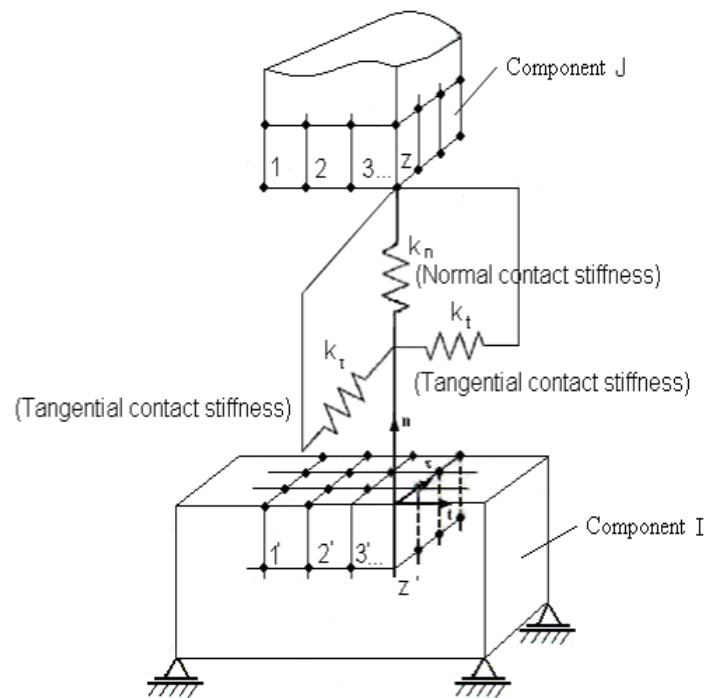 Component J
1 2 3... Z
kn
(Normal contact stiffness)
kt
kτ
(Tangential contact stiffness)
(Tangential contact stiffness)
n
τ
t
1' 2' 3'...
Z'
Component I